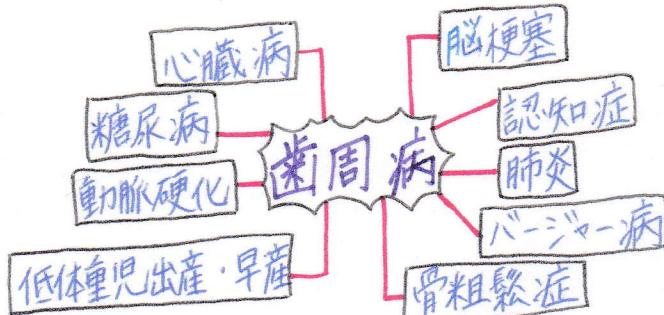 心臓病
脳梗塞
糖尿病
認知症
歯周病
動脈硬化
肺炎
バージャー病
低体重児出産・早産
骨粗鬆症